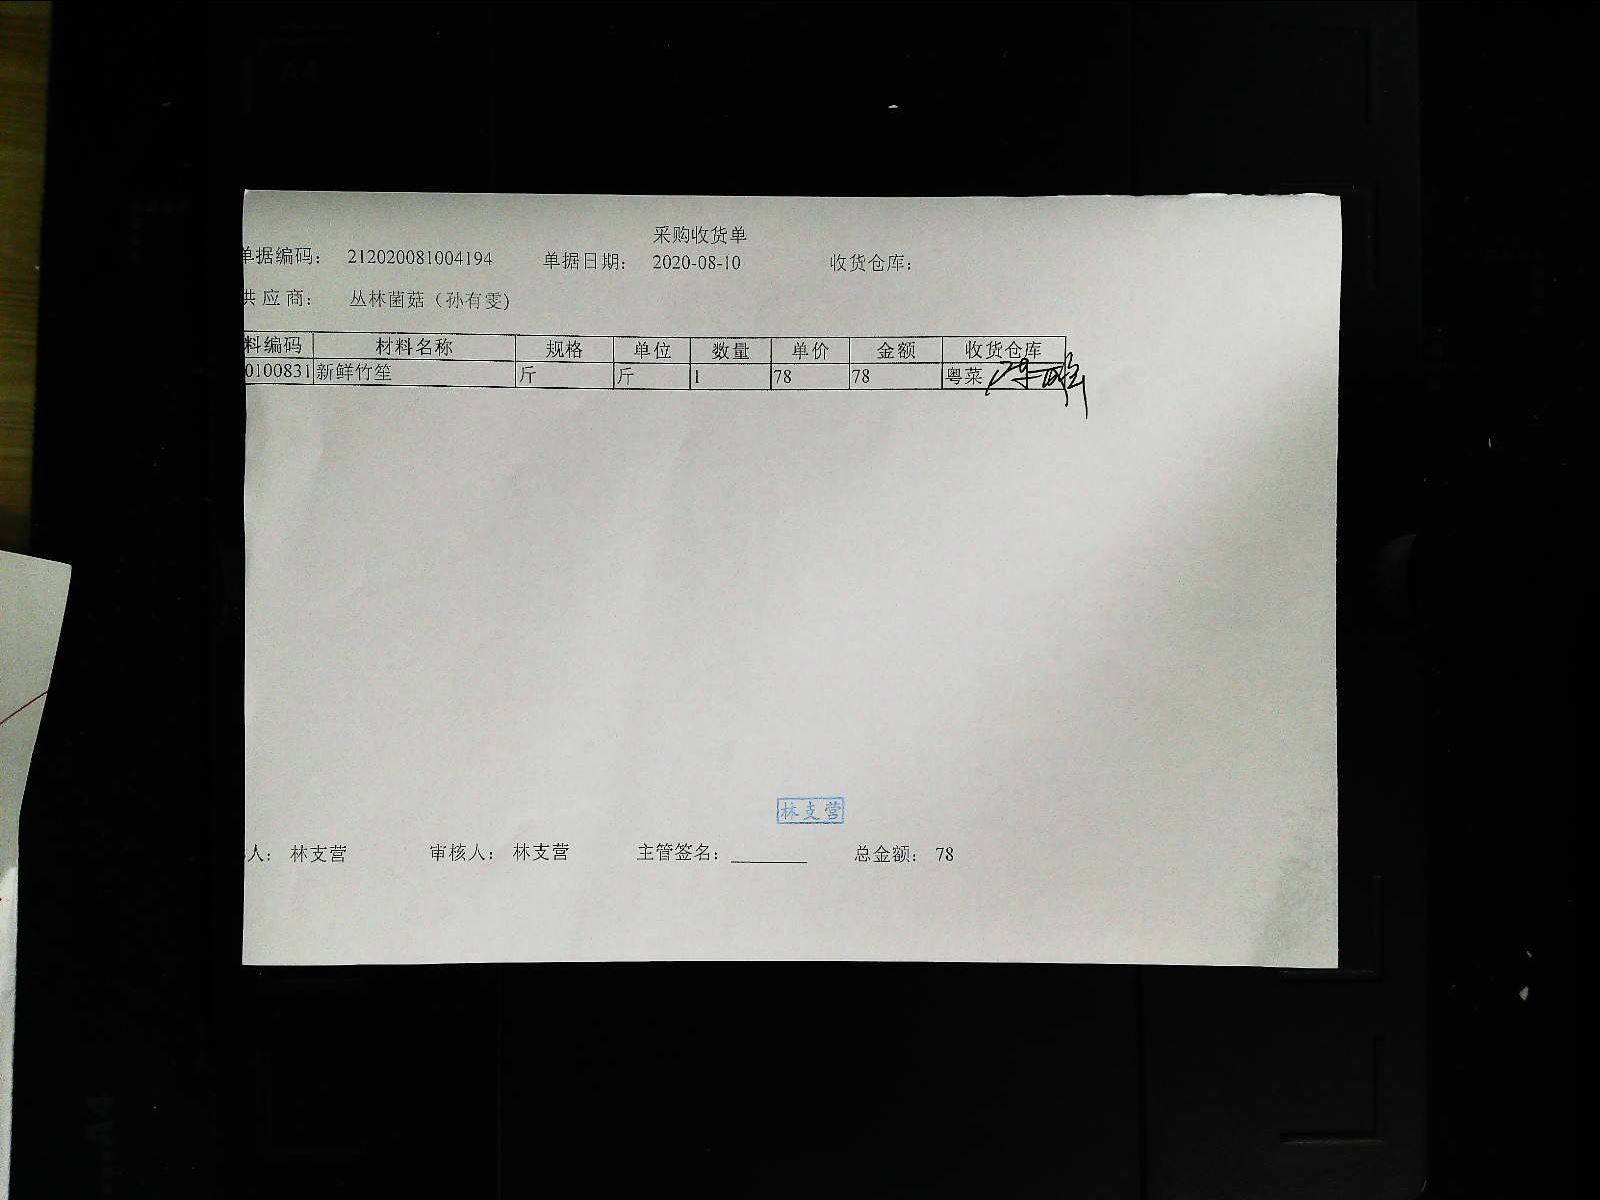 采购收货单
单据编码： 212020081004194 单据日期： 2020-08-10 收货仓库：
供应商： 丛林菌菇（孙有雯)
料编码 材料名称 规格 单位 数量 单价 金额 收货仓库
0100831 新鲜竹笙 斤 斤 1 78 78 粤菜
林支营
人： 林支营 审核人： 林支营 主管签名： 总金额： 78